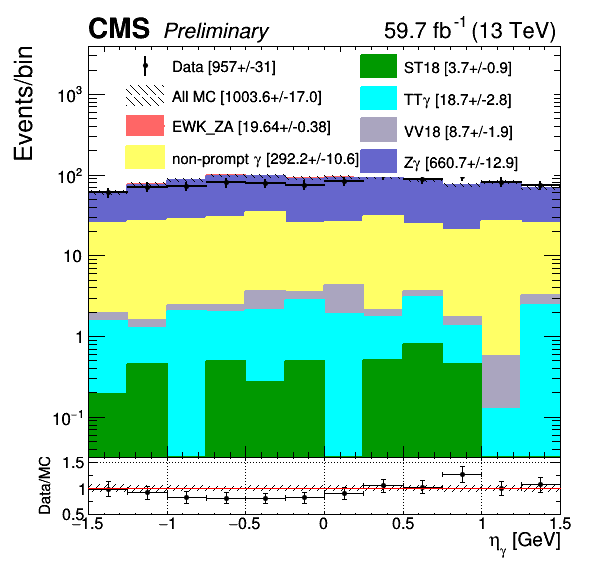 CMS Preliminary 59.7 fb⁻¹ (13 TeV)
Events/bin
Data [957+/-31]
All MC [1003.6+/-17.0]
EWK_ZA [19.64+/-0.38]
non-prompt γ [292.2+/-10.6]
ST18 [3.7+/-0.9]
TTγ [18.7+/-2.8]
VV18 [8.7+/-1.9]
Zγ [660.7+/-12.9]
10³
10²
10
1
10⁻¹
Data/MC
1.5
1
0.5
−1.5 −1 −0.5 0 0.5 1 1.5
ηγ [GeV]